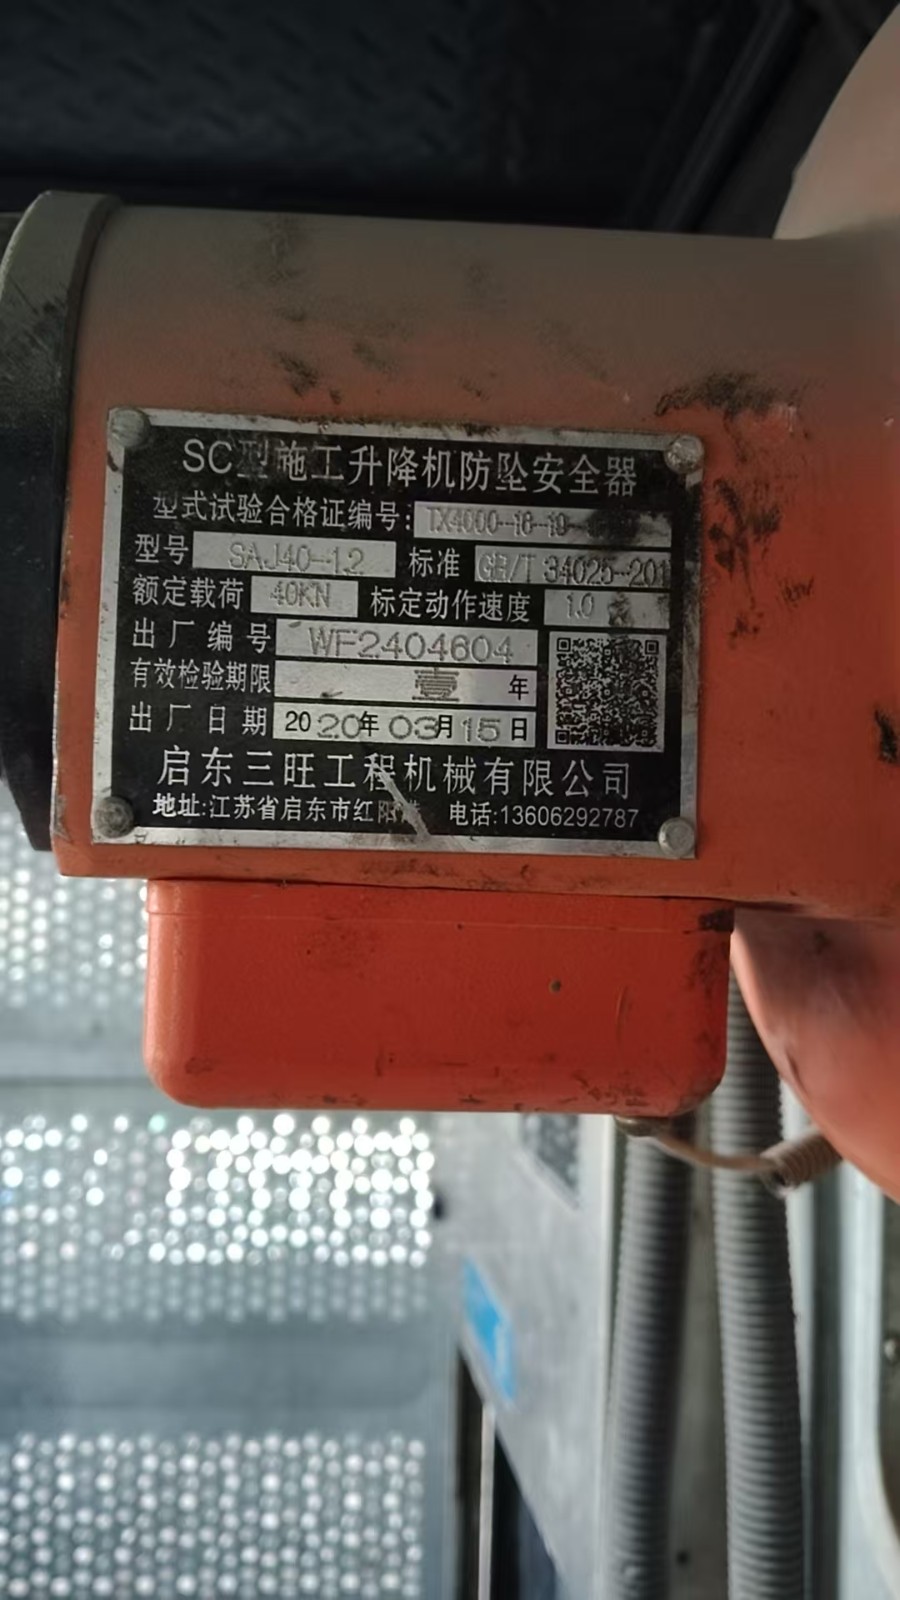 SC型施工升降机防坠安全器
型式试验合格证编号: TX4000-16-19-
型号 SAJ40-1.2 标准 GB/T 34025-201
额定载荷 40KN 标定动作速度 1.0
出厂编号 WF2404604
有效检验期限 壹 年
出厂日期 2020年03月15日
启东三旺工程机械有限公司
地址:江苏省启东市红阳 电话:13606292787